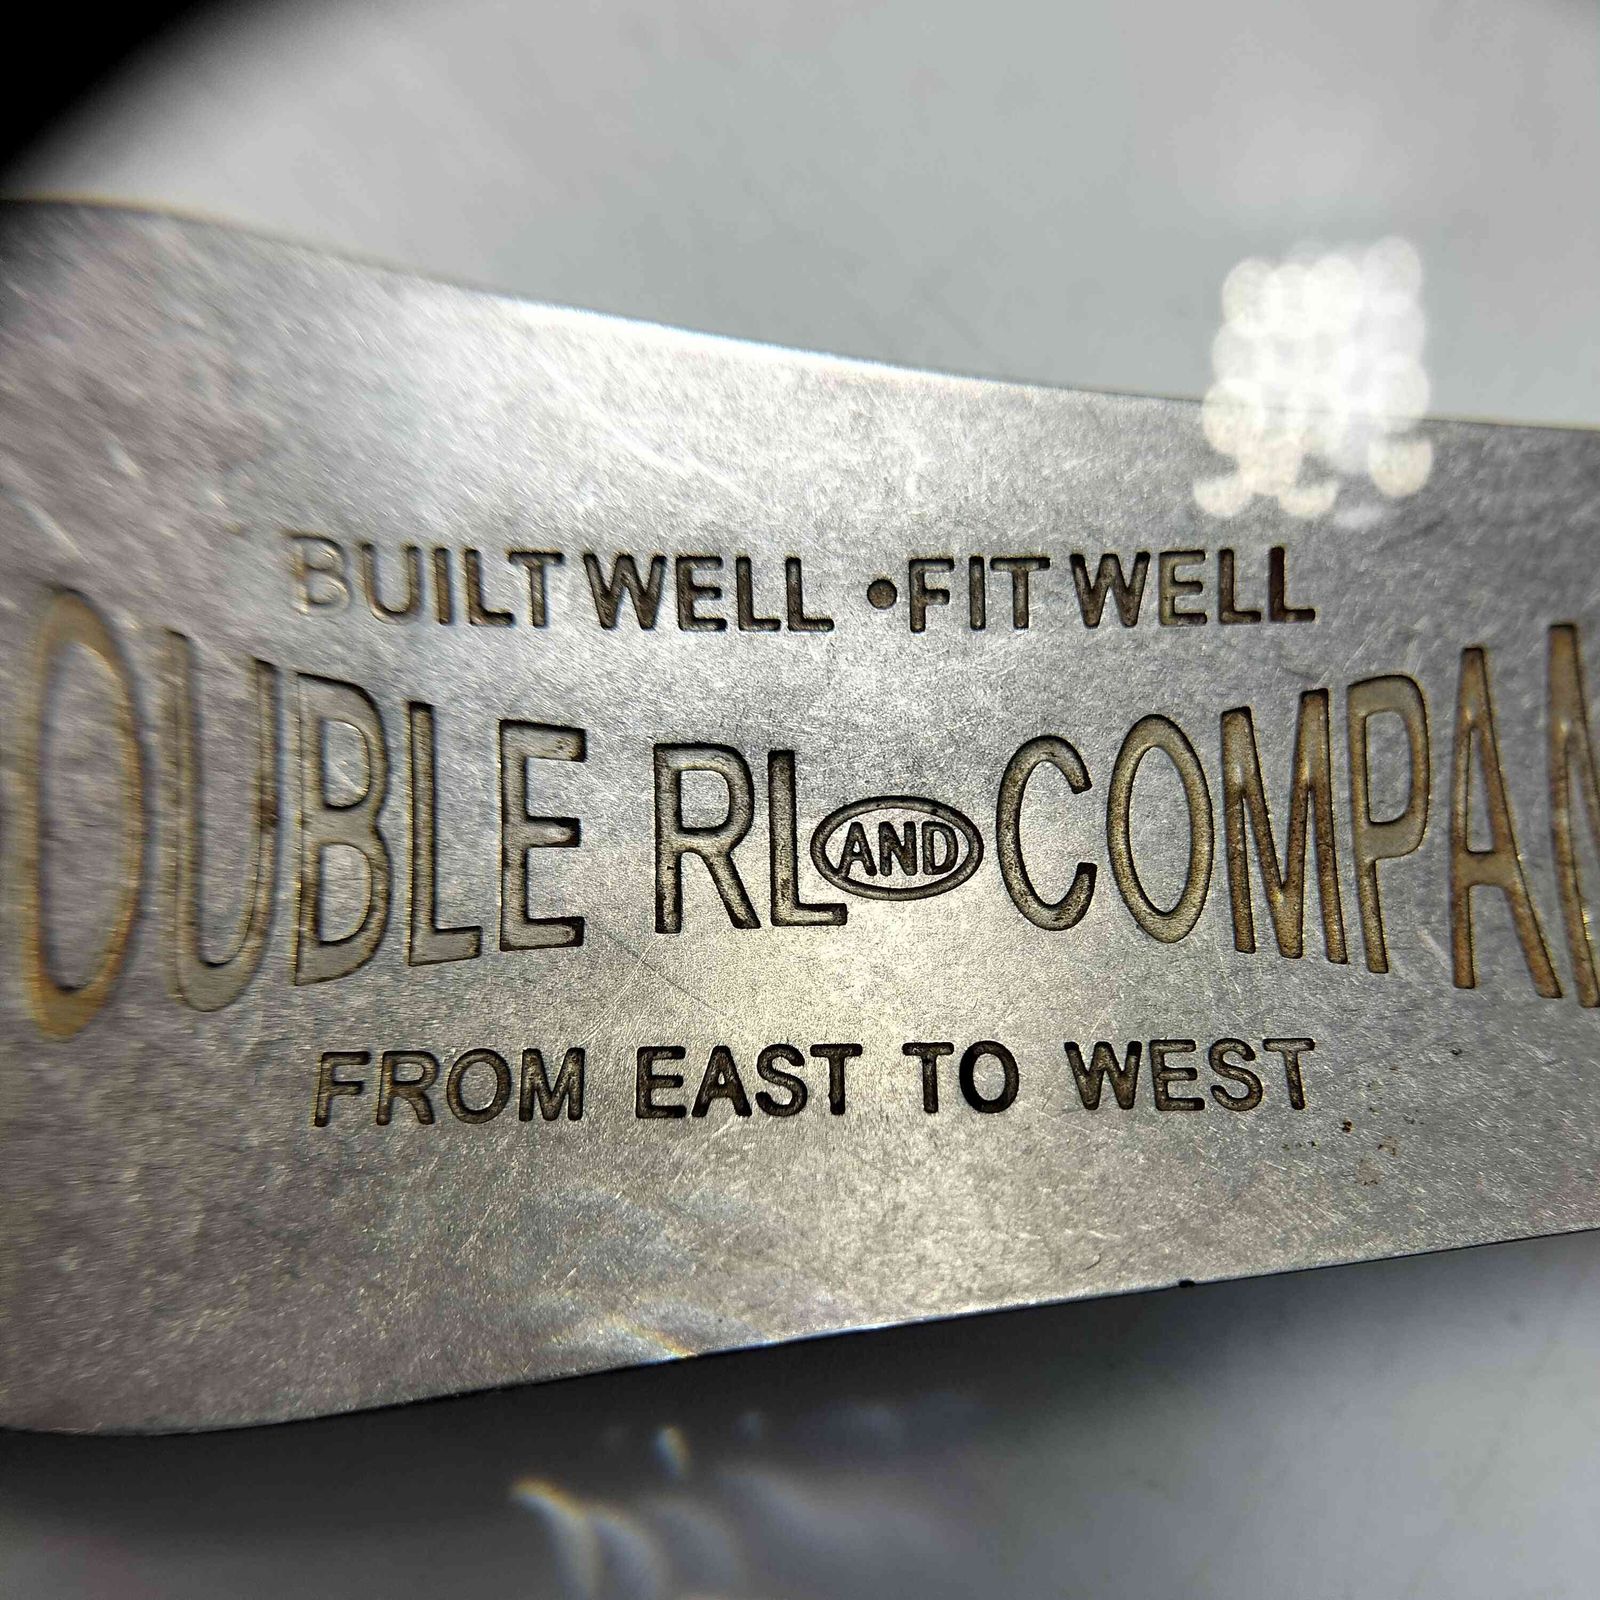 BUILT WELL • FIT WELL
OUBLE RL AND COMPAN
FROM EAST TO WEST